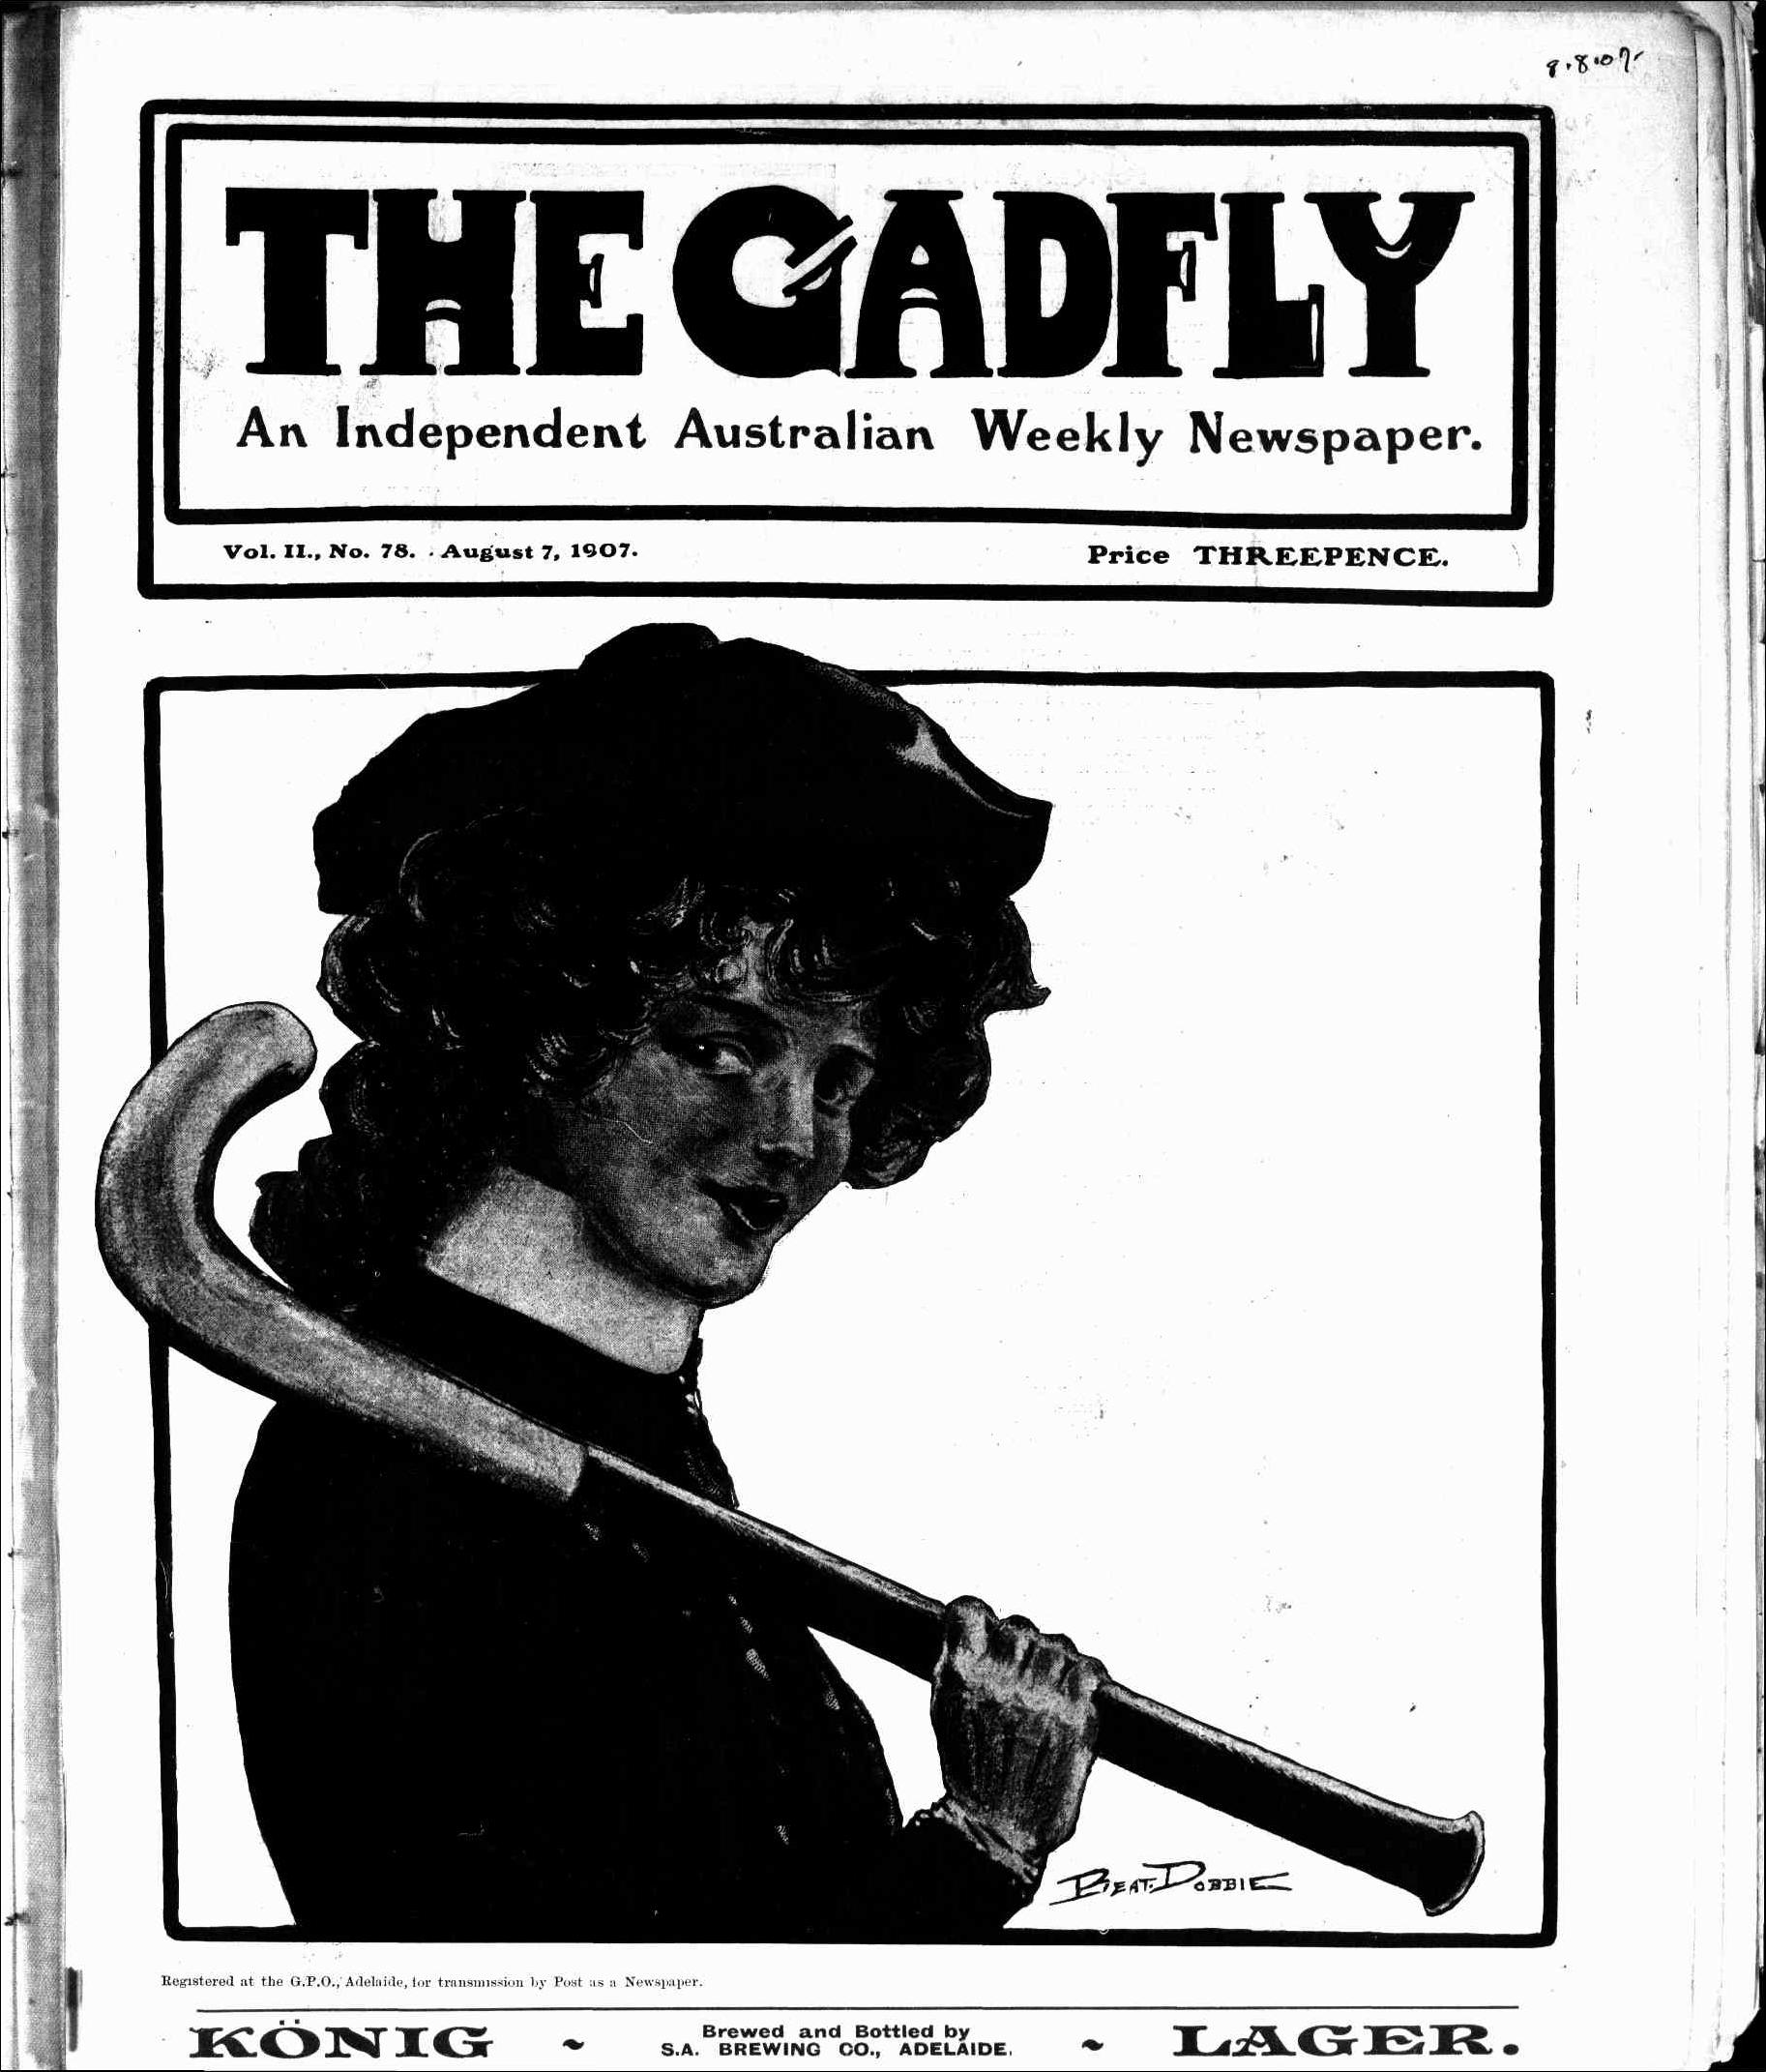 8.8.07
THE GADFLY
An Independent Australian Weekly Newspaper.
Vol. II., No. 78. . August 7, 1907.
Price THREEPENCE.
BEAT. DOBBIE
Registered at the G.P.O., Adelaide, for transmission by Post as a Newspaper.
KÖNIG ~ Brewed and Bottled by
S.A. BREWING CO., ADELAIDE. ~ LAGER.